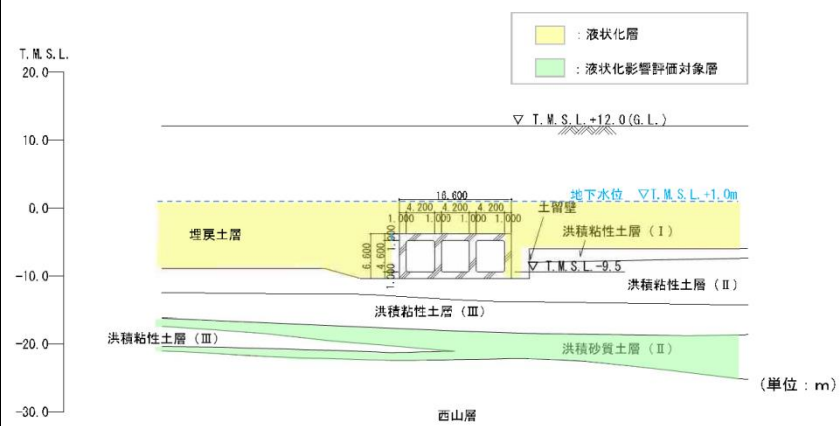 ：液状化層
：液状化影響評価対象層
T.M.S.L.
20.0
10.0
0.0
-10.0
-20.0
-30.0
▽ T.M.S.L.+12.0(G.L.)
地下水位 ▽T.M.S.L.+1.0m
16.600
4.200 4.200 4.200
1.000 1.000 1.000 1.000
土留壁
埋戻土層
6.600
4.600
1.000
1.000
洪積粘性土層（Ⅰ）
▽ T.M.S.L.-9.5
洪積粘性土層（Ⅱ）
洪積粘性土層（Ⅲ）
洪積粘性土層（Ⅲ）
洪積砂質土層（Ⅱ）
（単位：m）
西山層